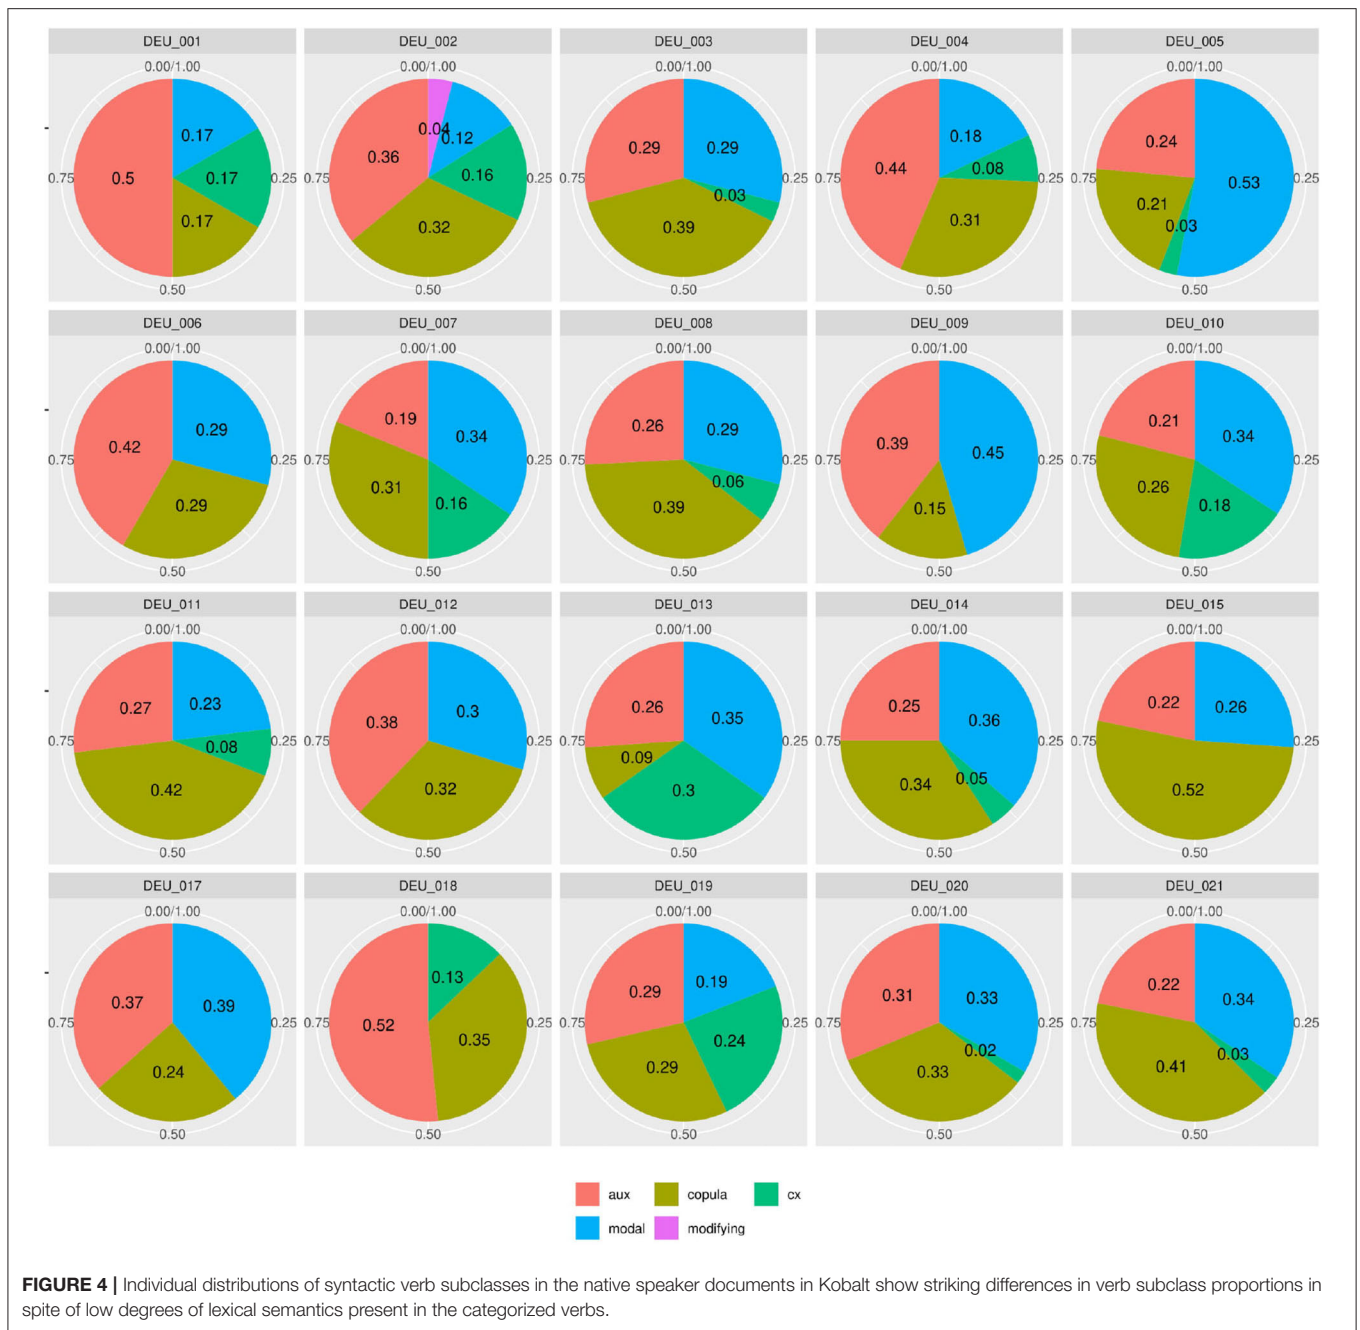 DEU_001 DEU_002 DEU_003 DEU_004 DEU_005
0.00/1.00 0.00/1.00 0.00/1.00 0.00/1.00 0.00/1.00
0.17 0.04 0.12 0.29 0.18 0.24
0.36 0.29
0.75 0.5 0.17 0.25 0.75 0.16 0.25 0.75 0.03 0.25 0.75 0.44 0.08 0.25 0.75 0.53 0.25
0.17 0.32 0.39 0.31 0.21 0.03
0.50 0.50 0.50 0.50 0.50
DEU_006 DEU_007 DEU_008 DEU_009 DEU_010
0.00/1.00 0.00/1.00 0.00/1.00 0.00/1.00 0.00/1.00
0.42 0.29 0.19 0.34 0.26 0.29 0.39 0.45 0.21 0.34
0.75 0.25 0.75 0.25 0.75 0.06 0.25 0.75 0.25 0.75 0.25
0.29 0.31 0.16 0.39 0.15 0.26 0.18
0.50 0.50 0.50 0.50 0.50
DEU_011 DEU_012 DEU_013 DEU_014 DEU_015
0.00/1.00 0.00/1.00 0.00/1.00 0.00/1.00 0.00/1.00
0.27 0.23 0.38 0.3 0.26 0.35 0.25 0.36 0.22 0.26
0.75 0.08 0.25 0.75 0.25 0.75 0.09 0.25 0.75 0.25 0.75 0.25
0.42 0.32 0.3 0.34 0.05 0.52
0.50 0.50 0.50 0.50 0.50
DEU_017 DEU_018 DEU_019 DEU_020 DEU_021
0.00/1.00 0.00/1.00 0.00/1.00 0.00/1.00 0.00/1.00
0.37 0.39 0.52 0.13 0.29 0.19 0.31 0.33 0.22 0.34
0.75 0.25 0.75 0.35 0.25 0.75 0.24 0.25 0.75 0.02 0.25 0.75 0.03 0.25
0.24 0.29 0.33 0.41
0.50 0.50 0.50 0.50 0.50
aux copula cx
modal modifying
FIGURE 4 | Individual distributions of syntactic verb subclasses in the native speaker documents in Kobalt show striking differences in verb subclass proportions in
spite of low degrees of lexical semantics present in the categorized verbs.